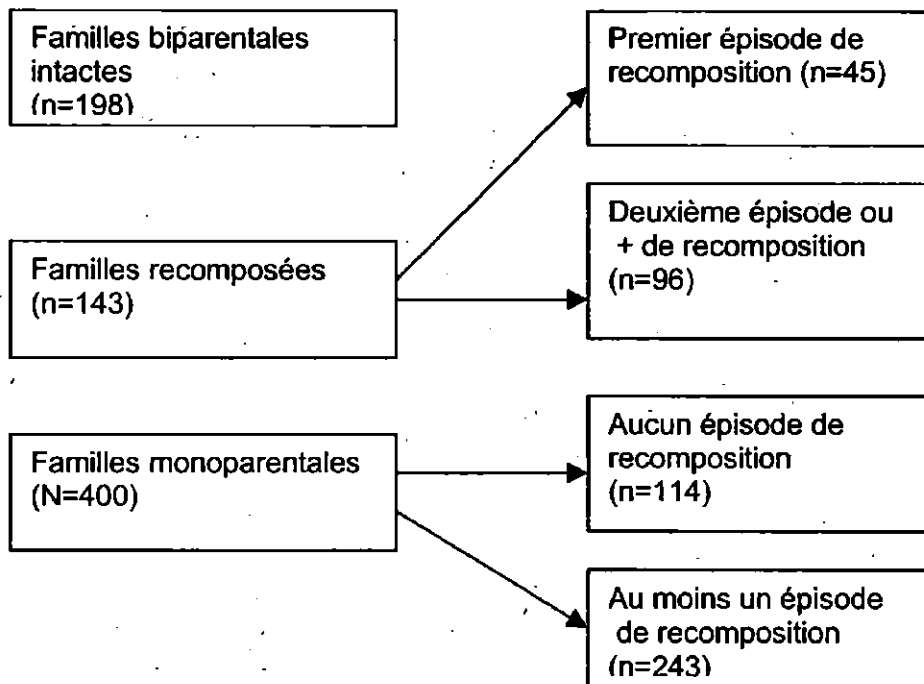 Familles biparentales
intactes
(n=198)
Premier épisode de
recomposition (n=45)
Familles recomposées
(n=143)
Deuxième épisode ou
+ de recomposition
(n=96)
Familles monoparentales
(N=400)
Aucun épisode de
recomposition
(n=114)
Au moins un épisode
de recomposition
(n=243)